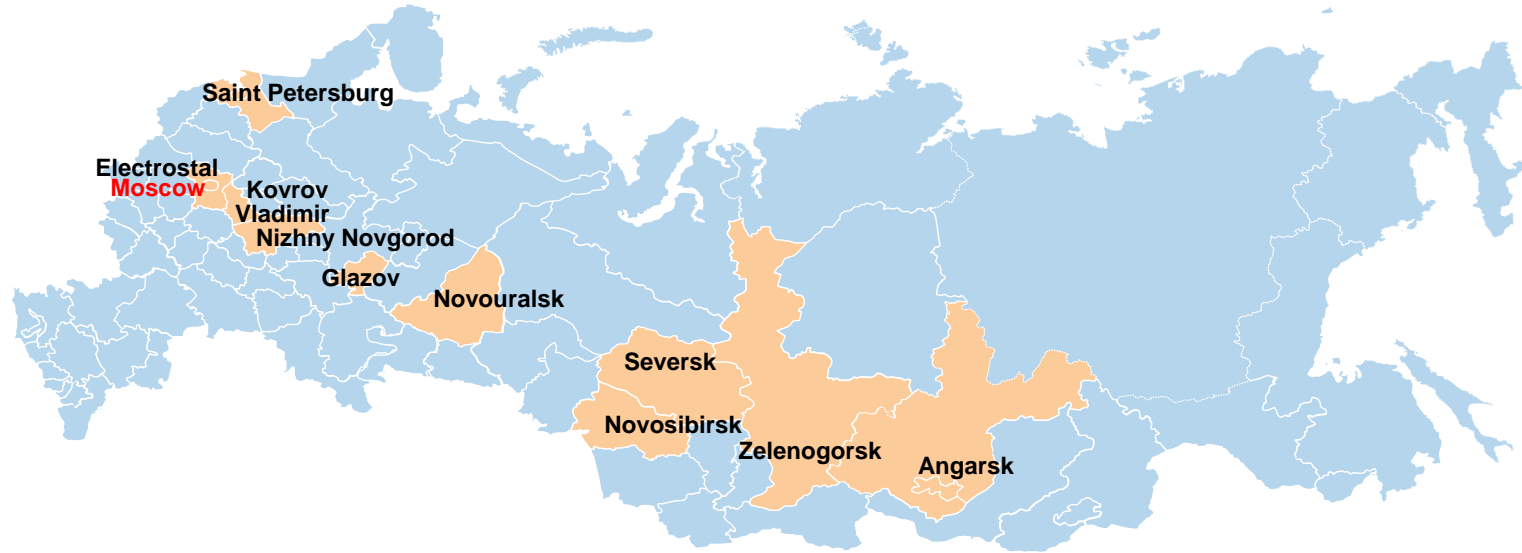 Saint Petersburg
Electrostal
Moscow
Kovrov
Vladimir
Nizhny Novgorod
Glazov
Novouralsk
Seversk
Novosibirsk
Zelenogorsk
Angarsk